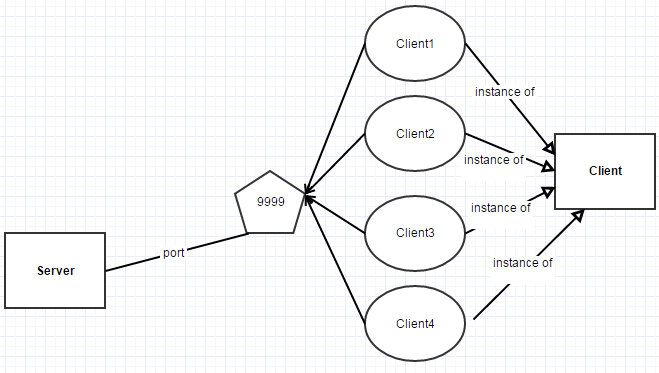 Client1
instance of
Client2
instance of
Client
9999
instance of
Client3
port
Server
instance of
Client4